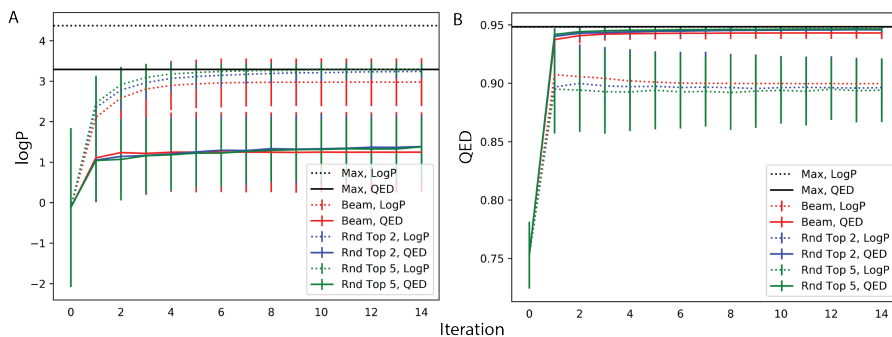 A
logP
4
3
2
1
0
−1
−2
0 2 4 6 8 10 12 14
Max, LogP
Max, QED
Beam, LogP
Beam, QED
Rnd Top 2, LogP
Rnd Top 2, QED
Rnd Top 5, LogP
Rnd Top 5, QED
B
QED
0.95
0.90
0.85
0.80
0.75
0 2 4 6 8 10 12 14
Max, LogP
Max, QED
Beam, LogP
Beam, QED
Rnd Top 2, LogP
Rnd Top 2, QED
Rnd Top 5, LogP
Rnd Top 5, QED
Iteration